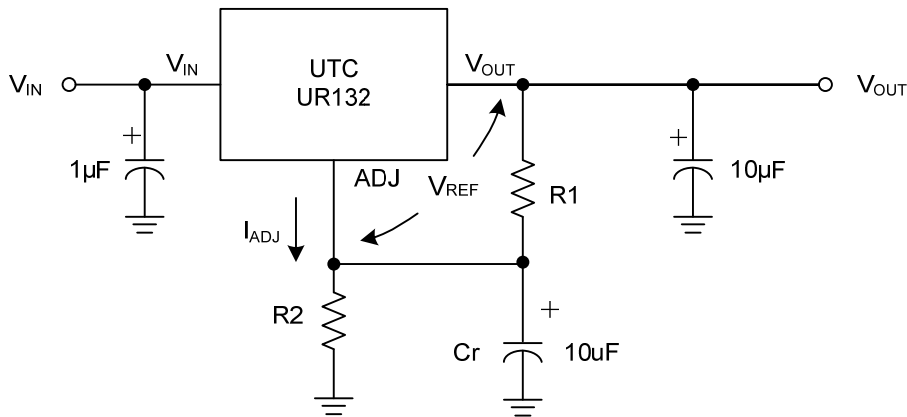 UTC
UR132
VIN
VIN
VOUT
VOUT
+
1µF
ADJ
VREF
R1
+
10µF
IADJ
R2
+
Cr
10uF